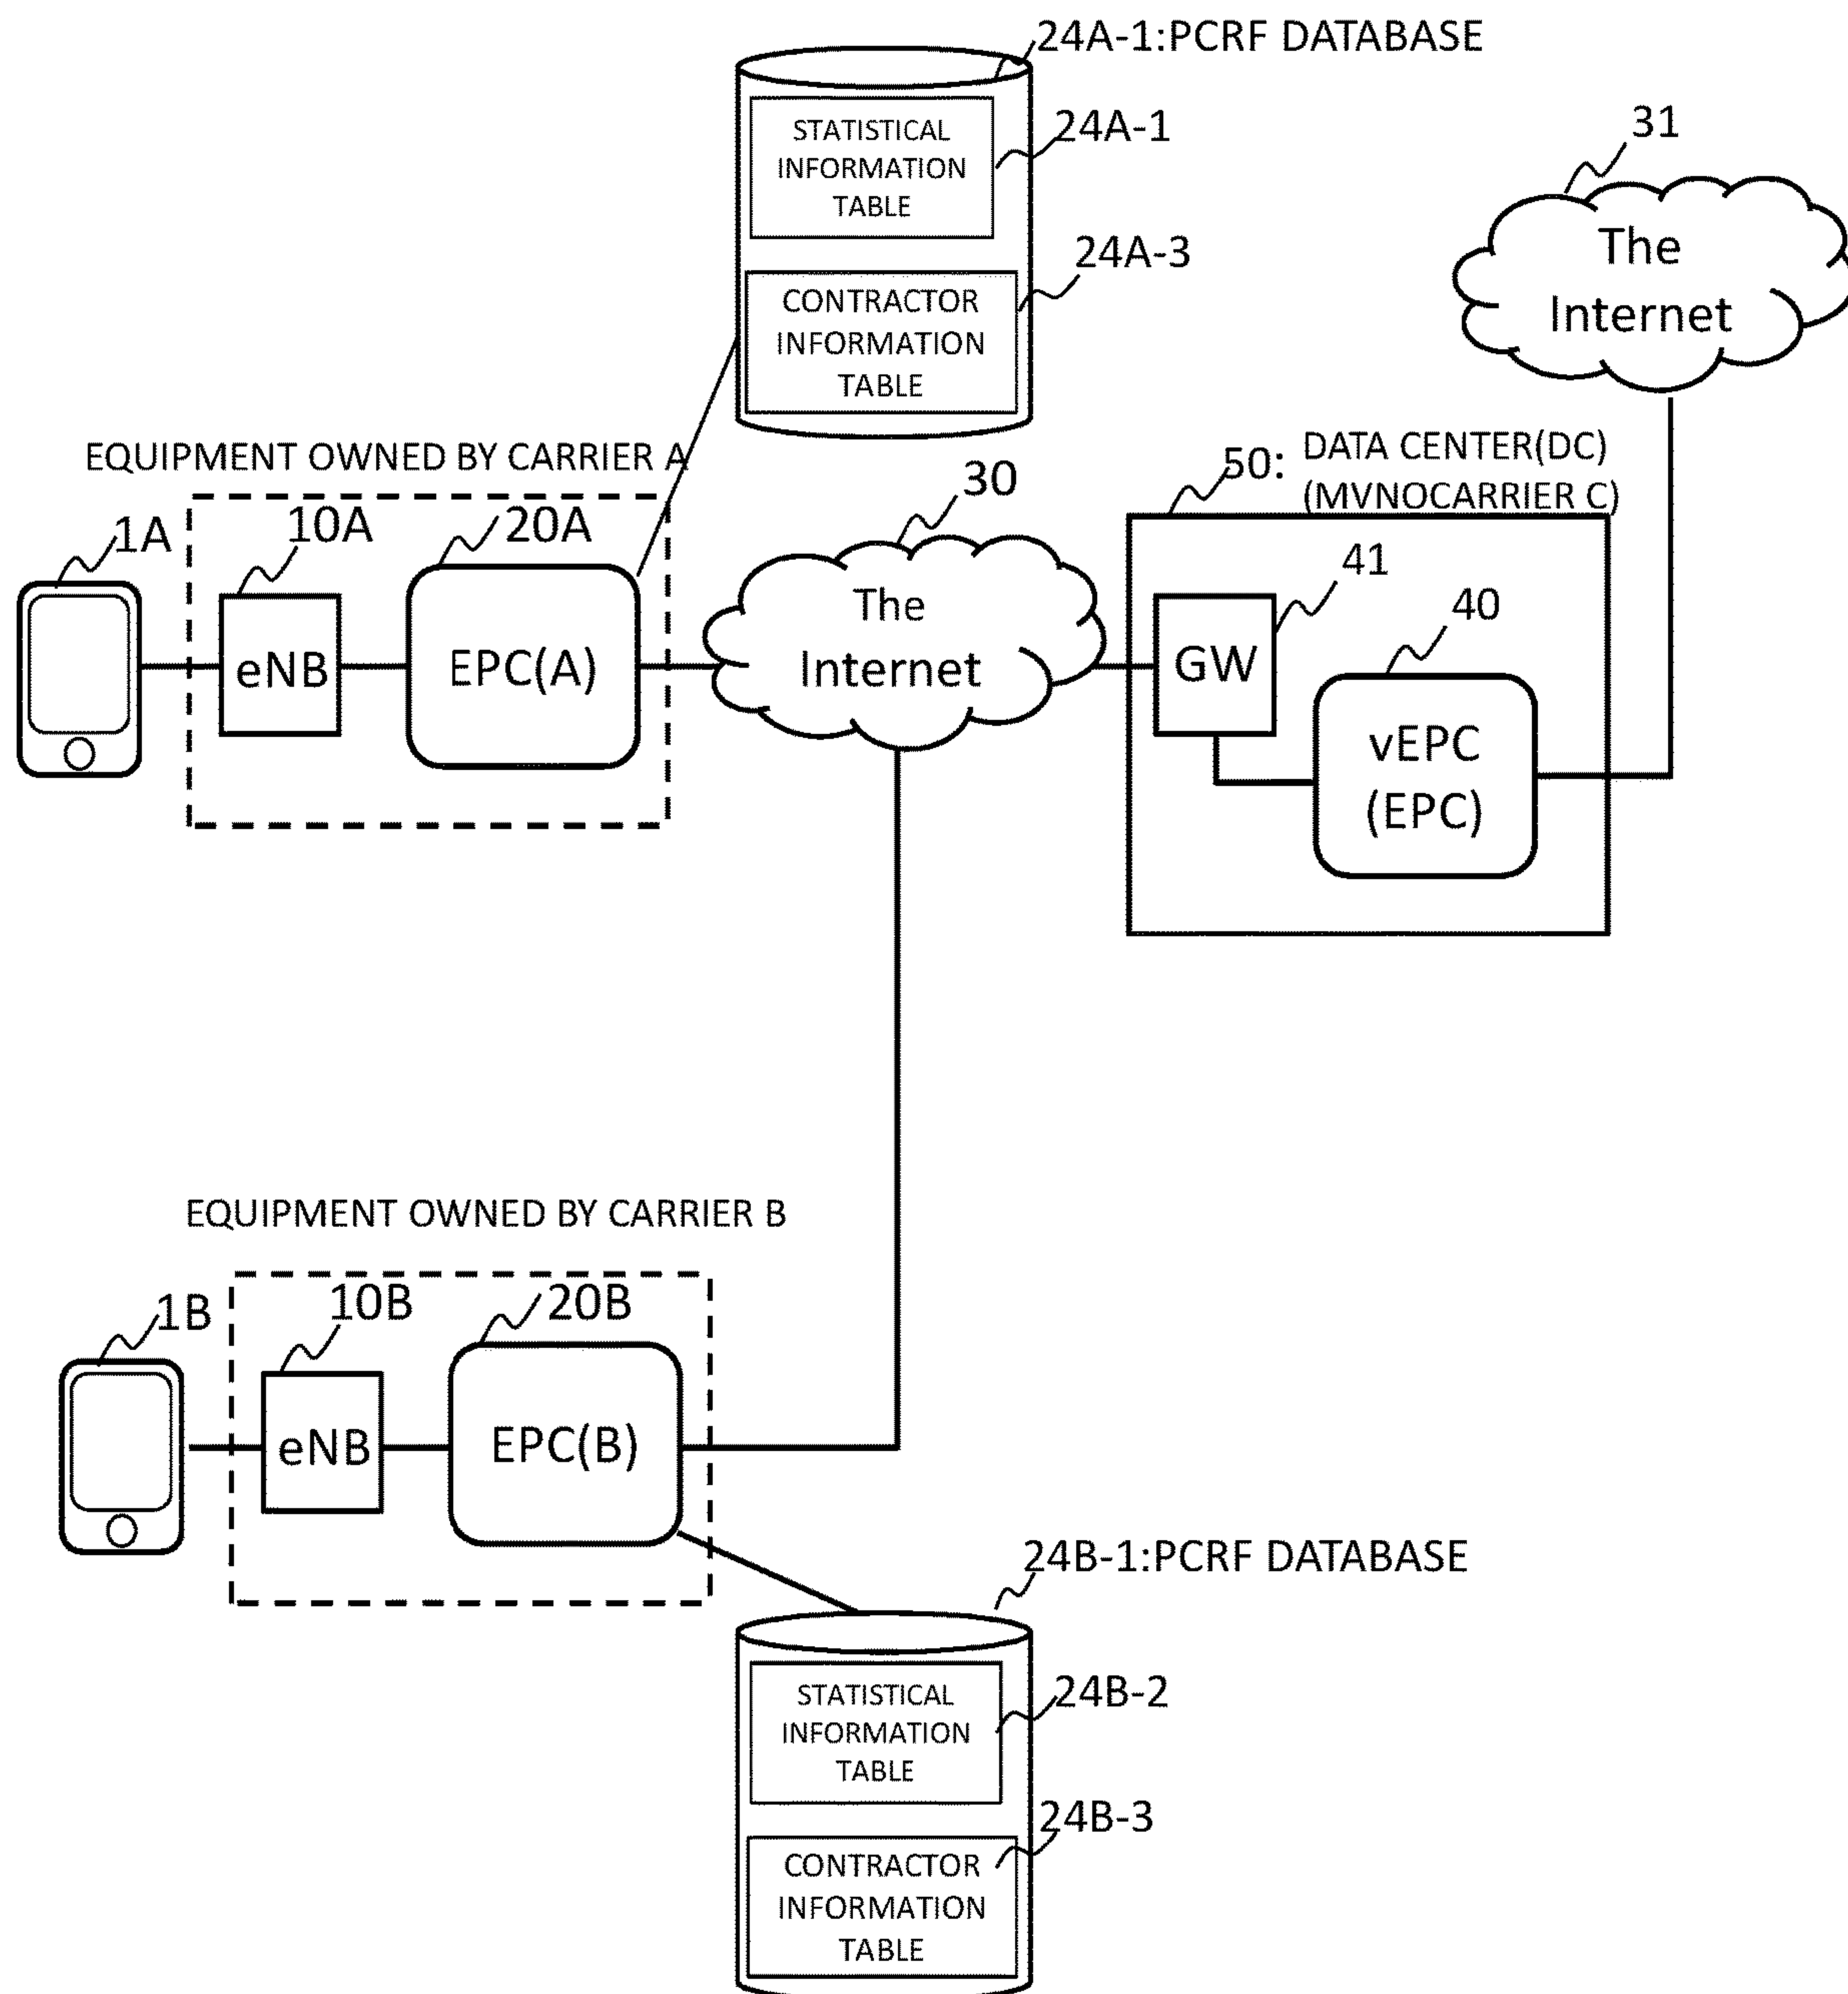 24A-1:PCRF DATABASE
STATISTICAL
INFORMATION
TABLE
24A-1
31
The
Internet
24A-3
CONTRACTOR
INFORMATION
TABLE
EQUIPMENT OWNED BY CARRIER A
50:
DATA CENTER(DC)
(MVNOCARRIER C)
30
1A
10A
20A
41
40
The
Internet
eNB
EPC(A)
GW
vEPC
(EPC)
EQUIPMENT OWNED BY CARRIER B
1B
10B
20B
eNB
EPC(B)
24B-1:PCRF DATABASE
STATISTICAL
INFORMATION
TABLE
24B-2
24B-3
CONTRACTOR
INFORMATION
TABLE